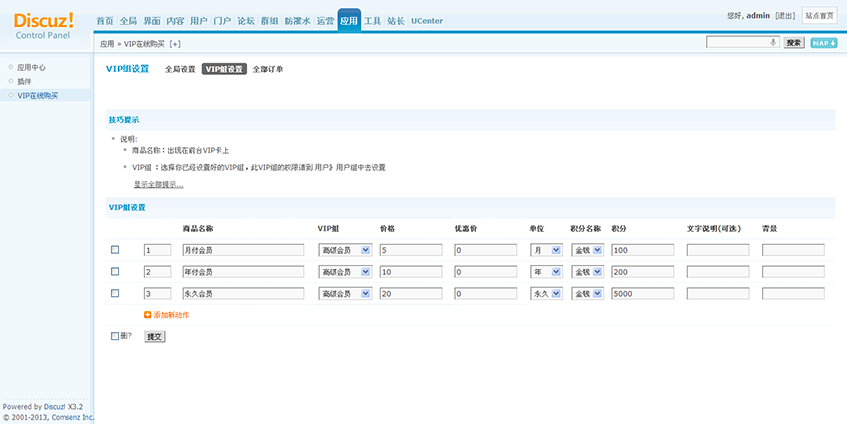 Discuz!
Control Panel
首页 全局 界面 内容 用户 门户 论坛 群组 防灌水 运营 应用 工具 站长 UCenter
您好, admin [退出] 站点首页
应用 » VIP在线购买 [+]
搜索 MAP
应用中心
插件
VIP在线购买
VIP组设置 全局设置 VIP组设置 全部订单
技巧提示
说明:
商品名称：出现在前台VIP卡上
VIP组 ：选择你已经设置好的VIP组，此VIP组的权限请到 用户》用户组中去设置
显示全部提示...
VIP组设置
商品名称 VIP组 价格 优惠价 单位 积分名称 积分 文字说明(可选) 背景
1 月付会员 高级会员 5 0 月 金钱 100
2 年付会员 高级会员 10 0 年 金钱 200
3 永久会员 高级会员 20 0 永久 金钱 5000
添加新动作
删? 提交
Powered by Discuz! X3.2
© 2001-2013, Comsenz Inc.